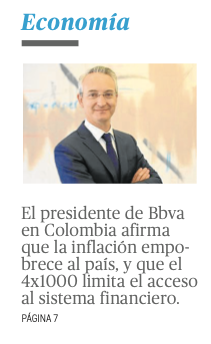 Economía
El presidente de Bbva
en Colombia afirma
que la inflación empo-
brece al país, y que el
4x1000 limita el acceso
al sistema financiero.
PÁGINA 7